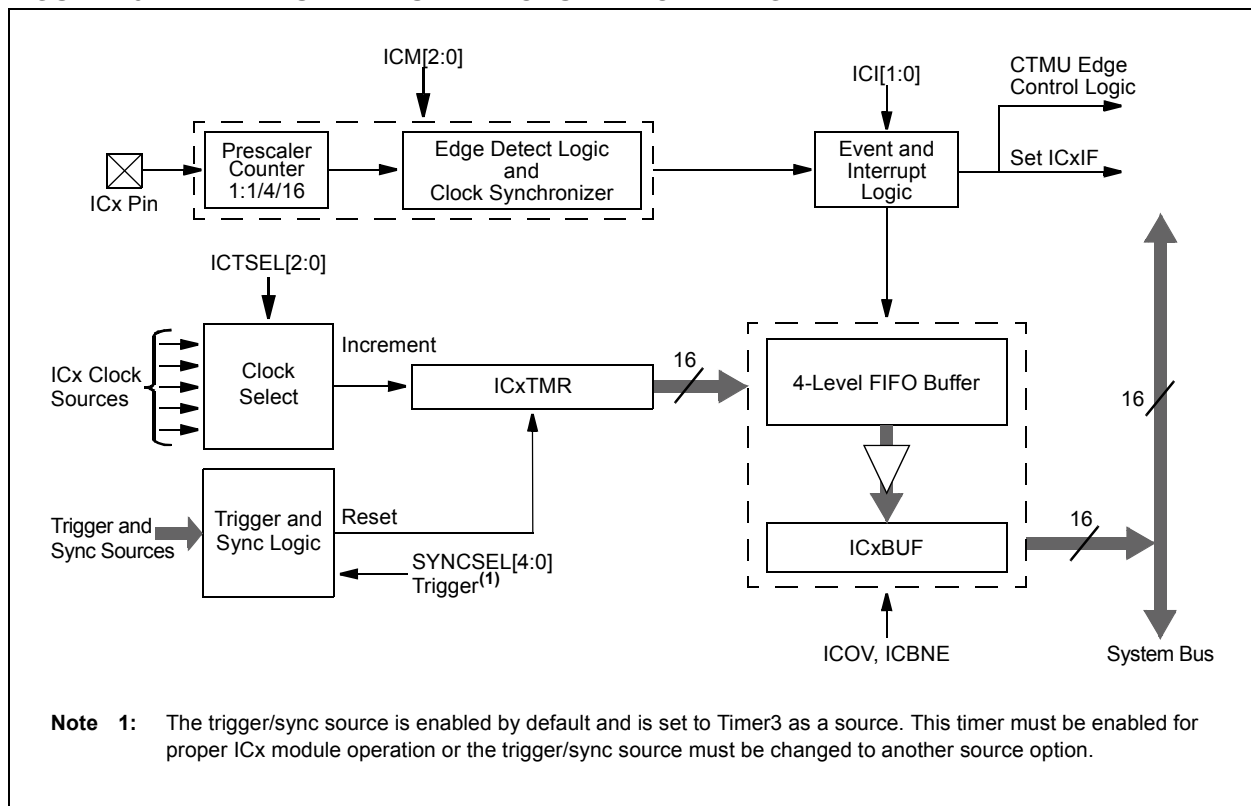 ICM[2:0]
ICI[1:0]
CTMU Edge
Control Logic
Prescaler
Counter
1:1/4/16
Edge Detect Logic
and
Clock Synchronizer
Event and
Interrupt
Logic
Set ICxIF
ICx Pin
ICTSEL[2:0]
ICx Clock
Sources
Clock
Select
Increment
ICxTMR
16
4-Level FIFO Buffer
16
Trigger and
Sync Sources
Trigger and
Sync Logic
Reset
SYNCSEL[4:0]
Trigger(1)
ICxBUF
16
ICOV, ICBNE
System Bus
Note 1: The trigger/sync source is enabled by default and is set to Timer3 as a source. This timer must be enabled for
proper ICx module operation or the trigger/sync source must be changed to another source option.